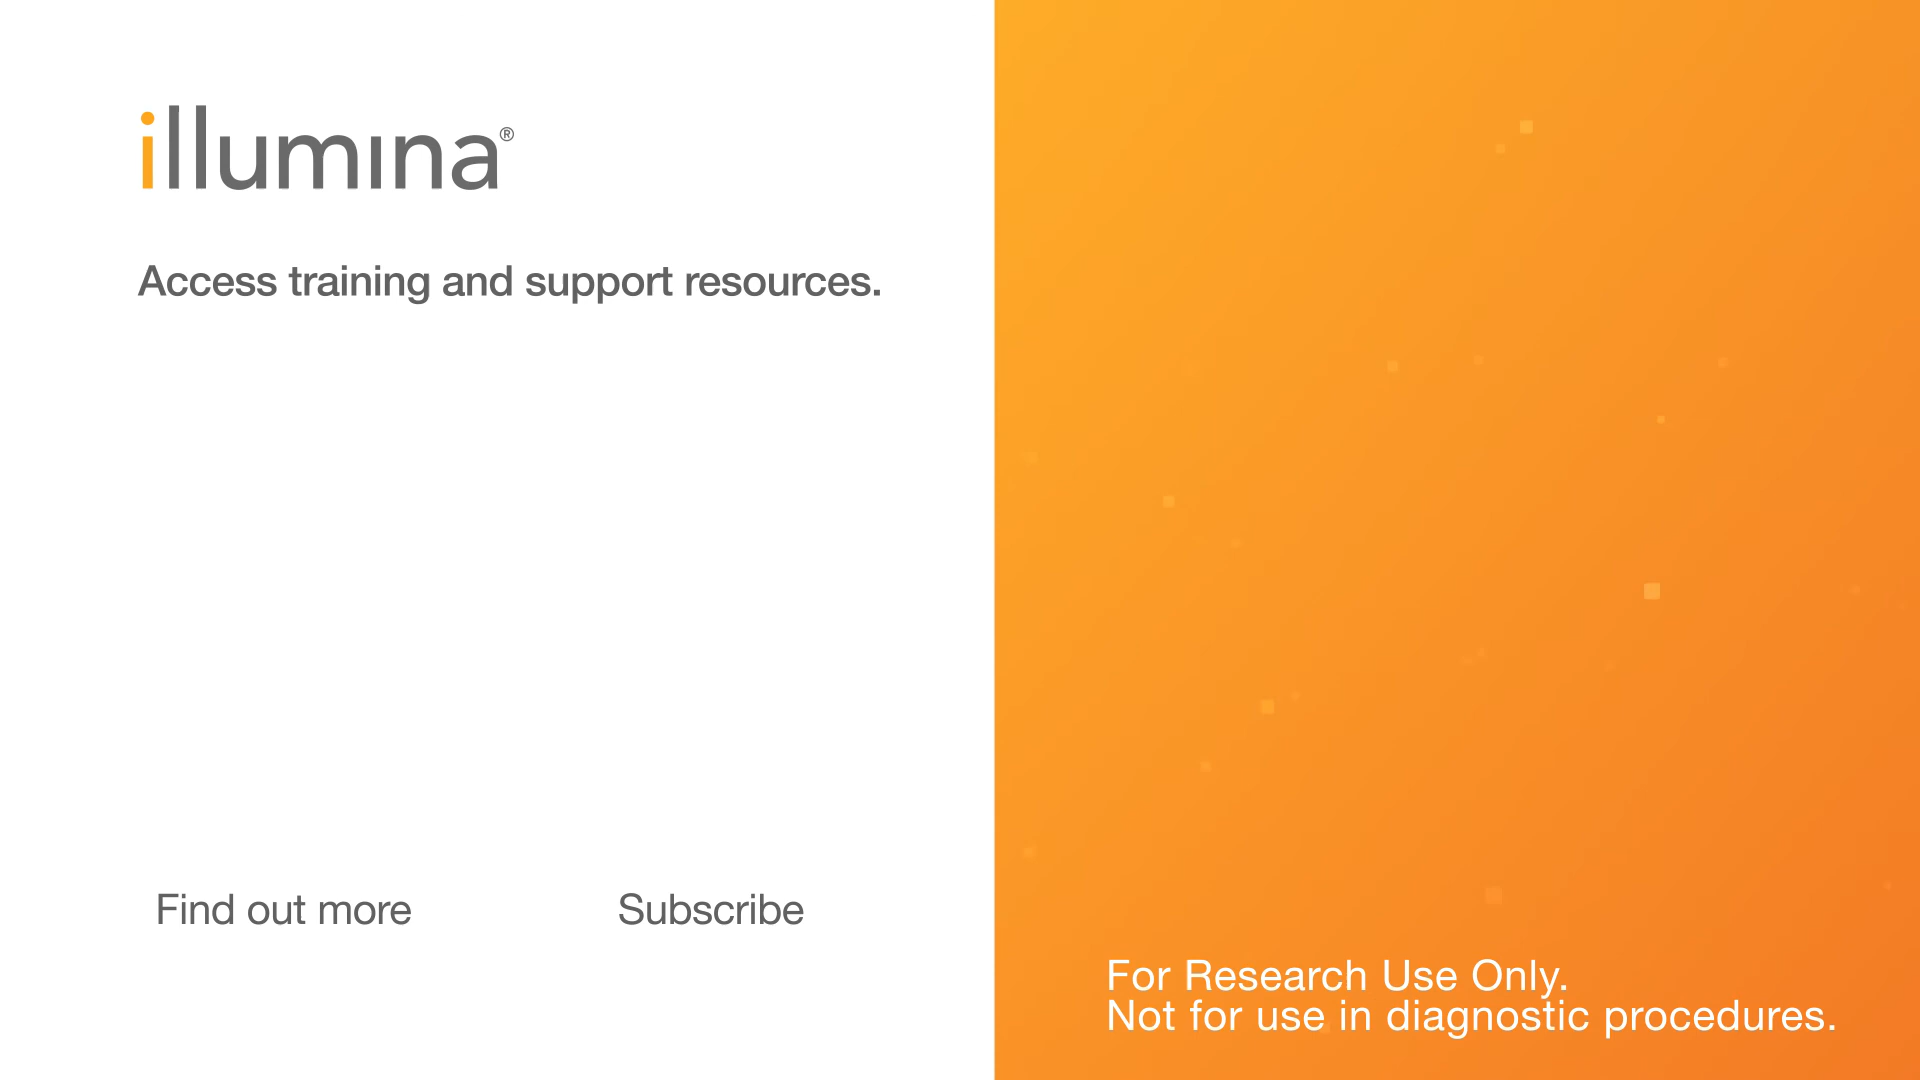 illumina®
Access training and support resources.
Find out more
Subscribe
For Research Use Only.
Not for use in diagnostic procedures.